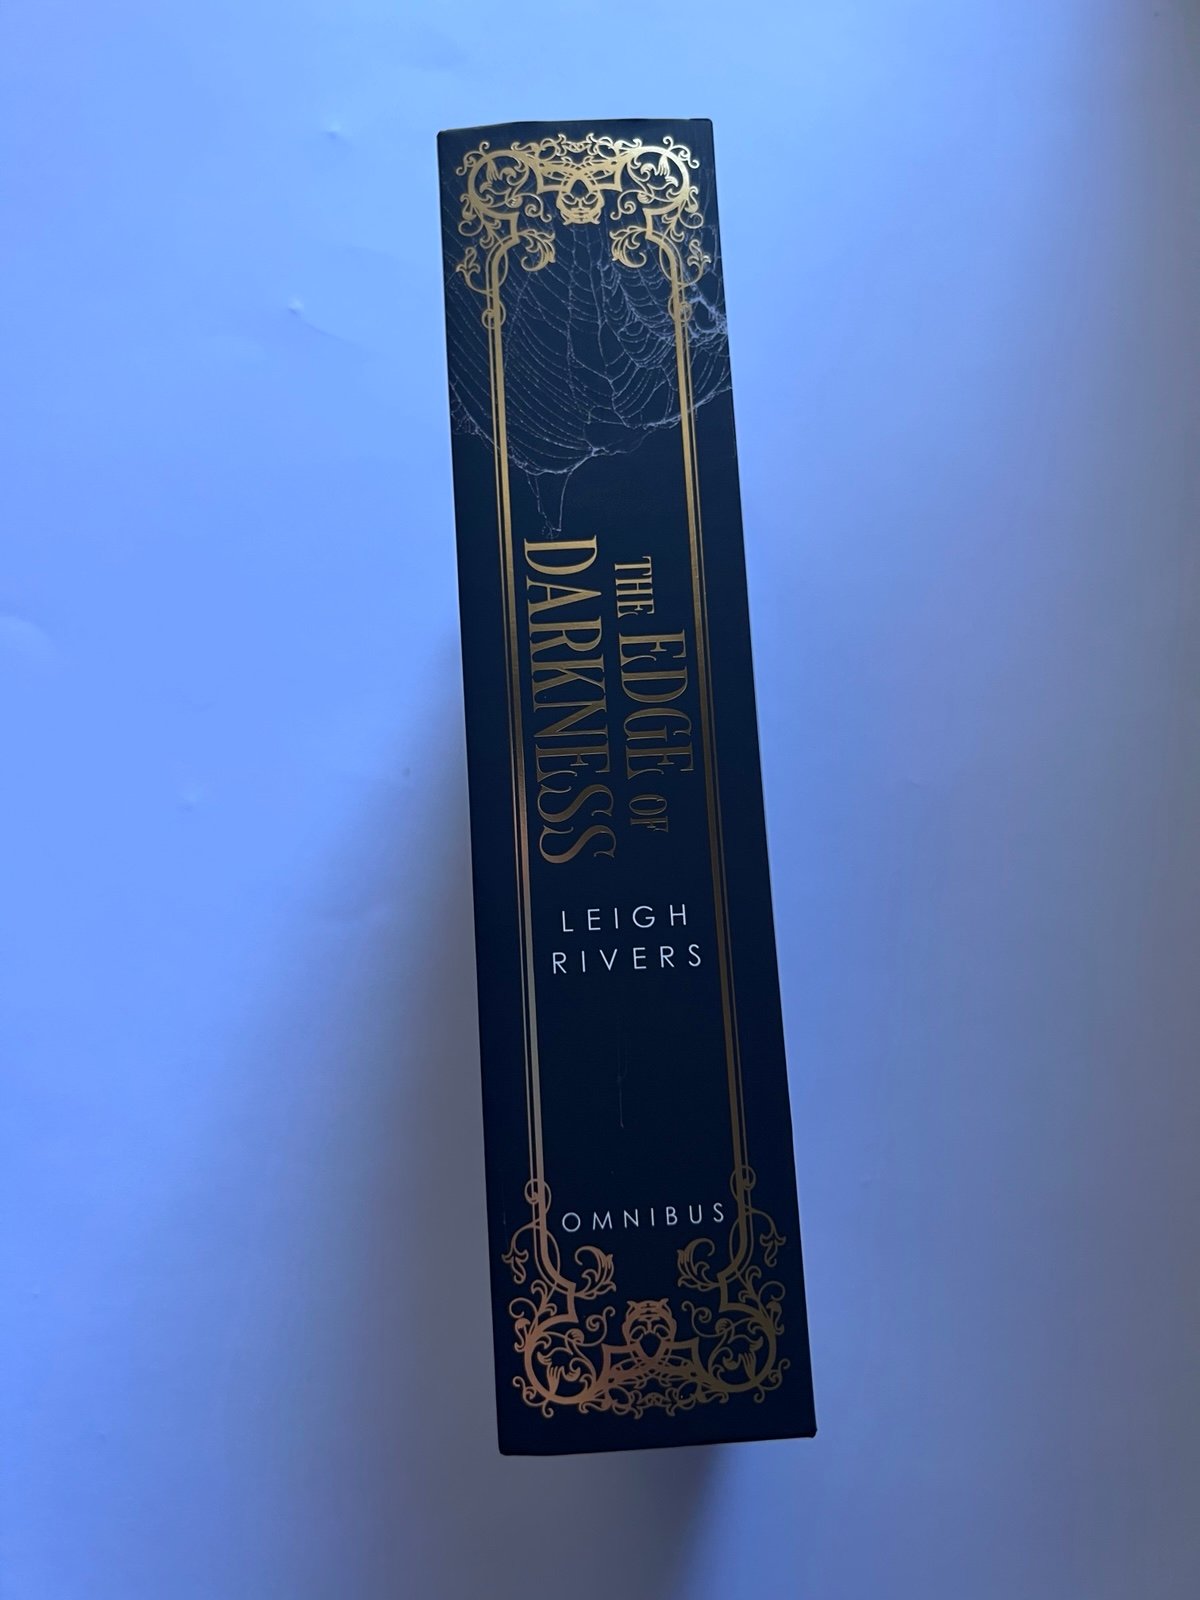 THE EDGE OF
DARKNESS
LEIGH
RIVERS
OMNIBUS